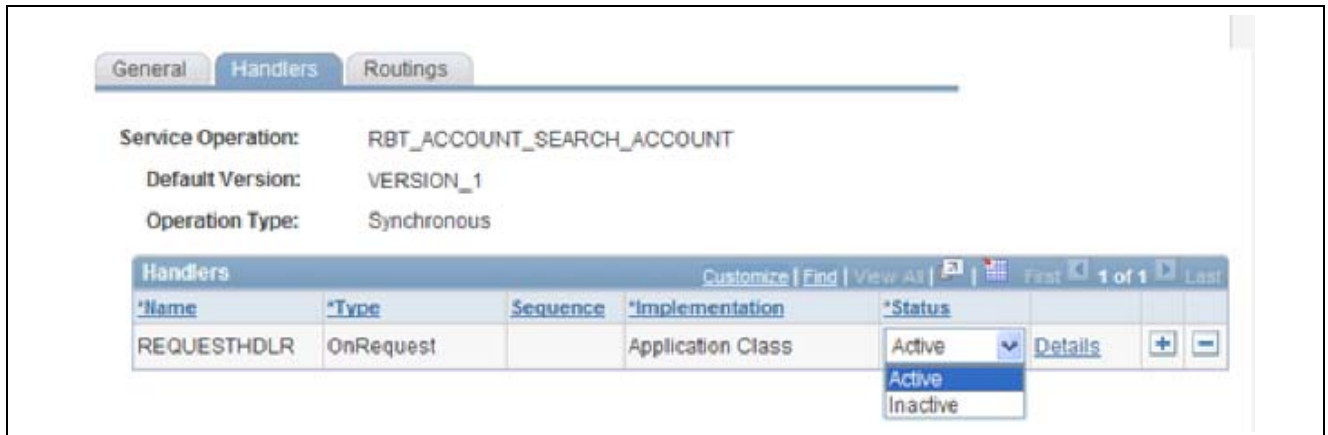 General Handlers Routings
Service Operation: RBT_ACCOUNT_SEARCH_ACCOUNT
Default Version: VERSION_1
Operation Type: Synchronous
Handlers Customize | Find | View All | | First 1 of 1 Last
*Name *Type Sequence *Implementation *Status
REQUESTHDLR OnRequest Application Class Active Details
Active
Inactive